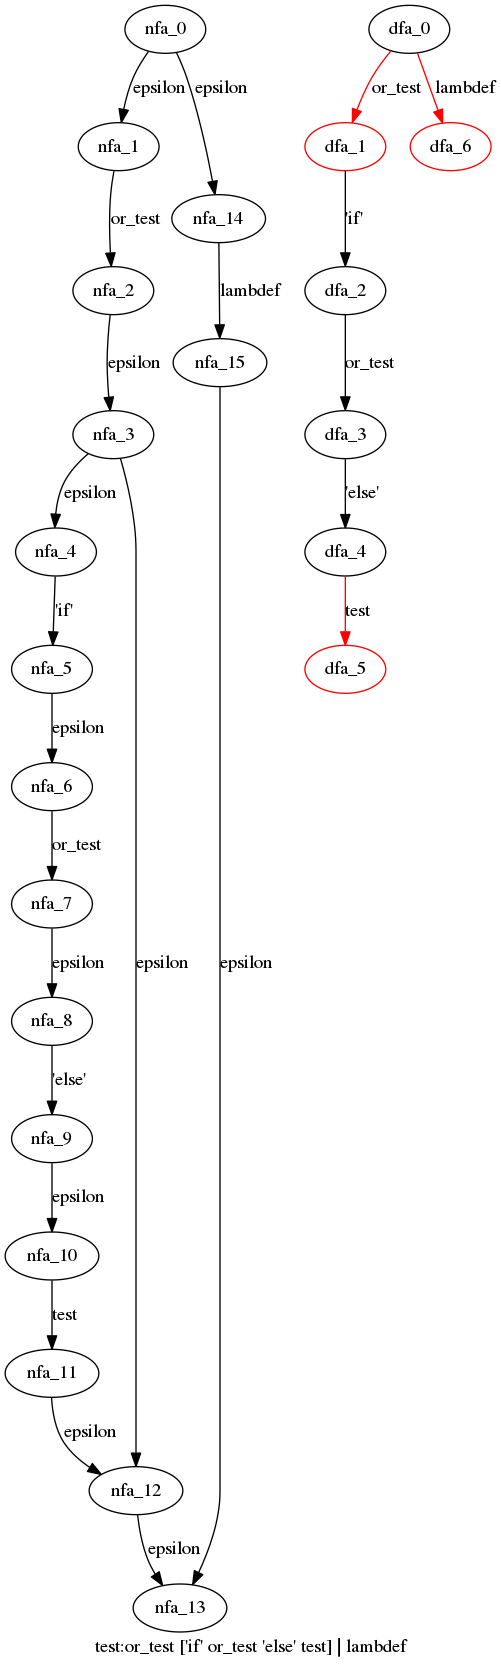 nfa_0
dfa_0
epsilon
epsilon
or_test
lambdef
nfa_1
dfa_1
dfa_6
or_test
nfa_14
'if'
nfa_2
lambdef
dfa_2
epsilon
nfa_15
or_test
nfa_3
dfa_3
epsilon
'else'
nfa_4
dfa_4
'if'
test
nfa_5
dfa_5
epsilon
nfa_6
or_test
nfa_7
epsilon
epsilon
epsilon
nfa_8
'else'
nfa_9
epsilon
nfa_10
test
nfa_11
epsilon
nfa_12
epsilon
nfa_13
test:or_test ['if' or_test 'else' test] | lambdef